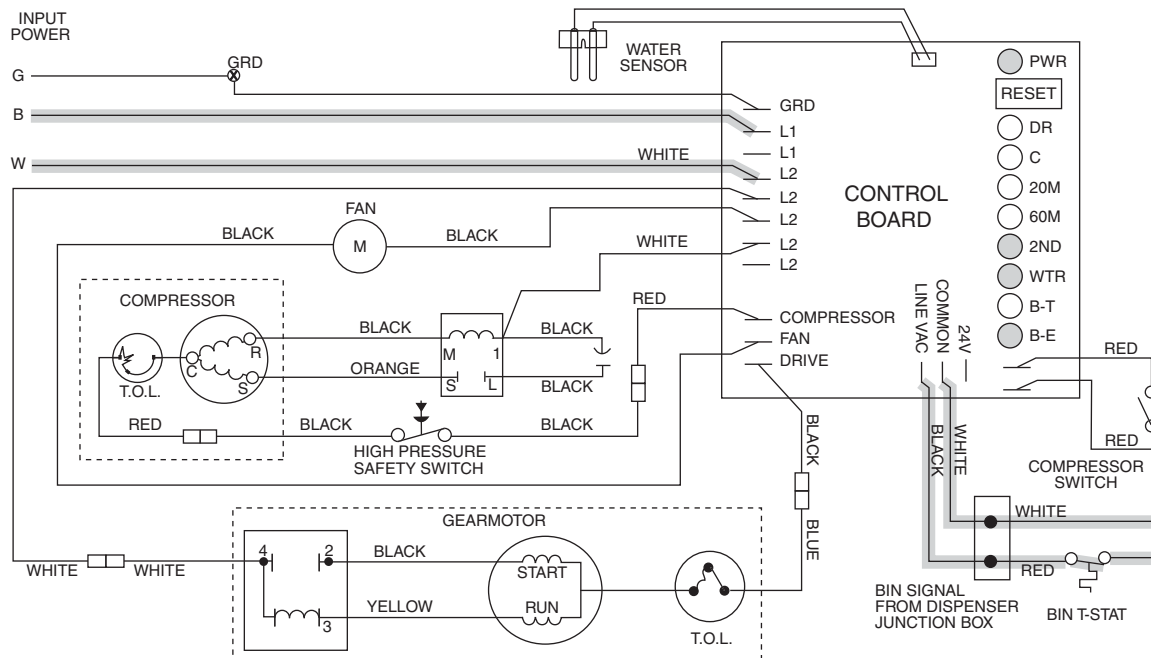 INPUT
POWER
G
GRD
B
W
WHITE
WATER
SENSOR
GRD
L1
L1
L2
L2
L2
L2
L2
CONTROL
BOARD
PWR
RESET
DR
C
20M
60M
2ND
WTR
B-T
B-E
FAN
M
BLACK
BLACK
WHITE
COMPRESSOR
T.O.L.
C
R
S
BLACK
ORANGE
M
1
S
L
BLACK
BLACK
RED
COMPRESSOR
FAN
DRIVE
LINE VAC
COMMON
24V
RED
RED
COMPRESSOR
SWITCH
RED
BLACK
BLACK
HIGH PRESSURE
SAFETY SWITCH
BLACK
BLUE
BLACK
WHITE
WHITE
RED
BIN SIGNAL
FROM DISPENSER
JUNCTION BOX
BIN T-STAT
GEARMOTOR
WHITE
WHITE
4
2
3
BLACK
YELLOW
START
RUN
T.O.L.